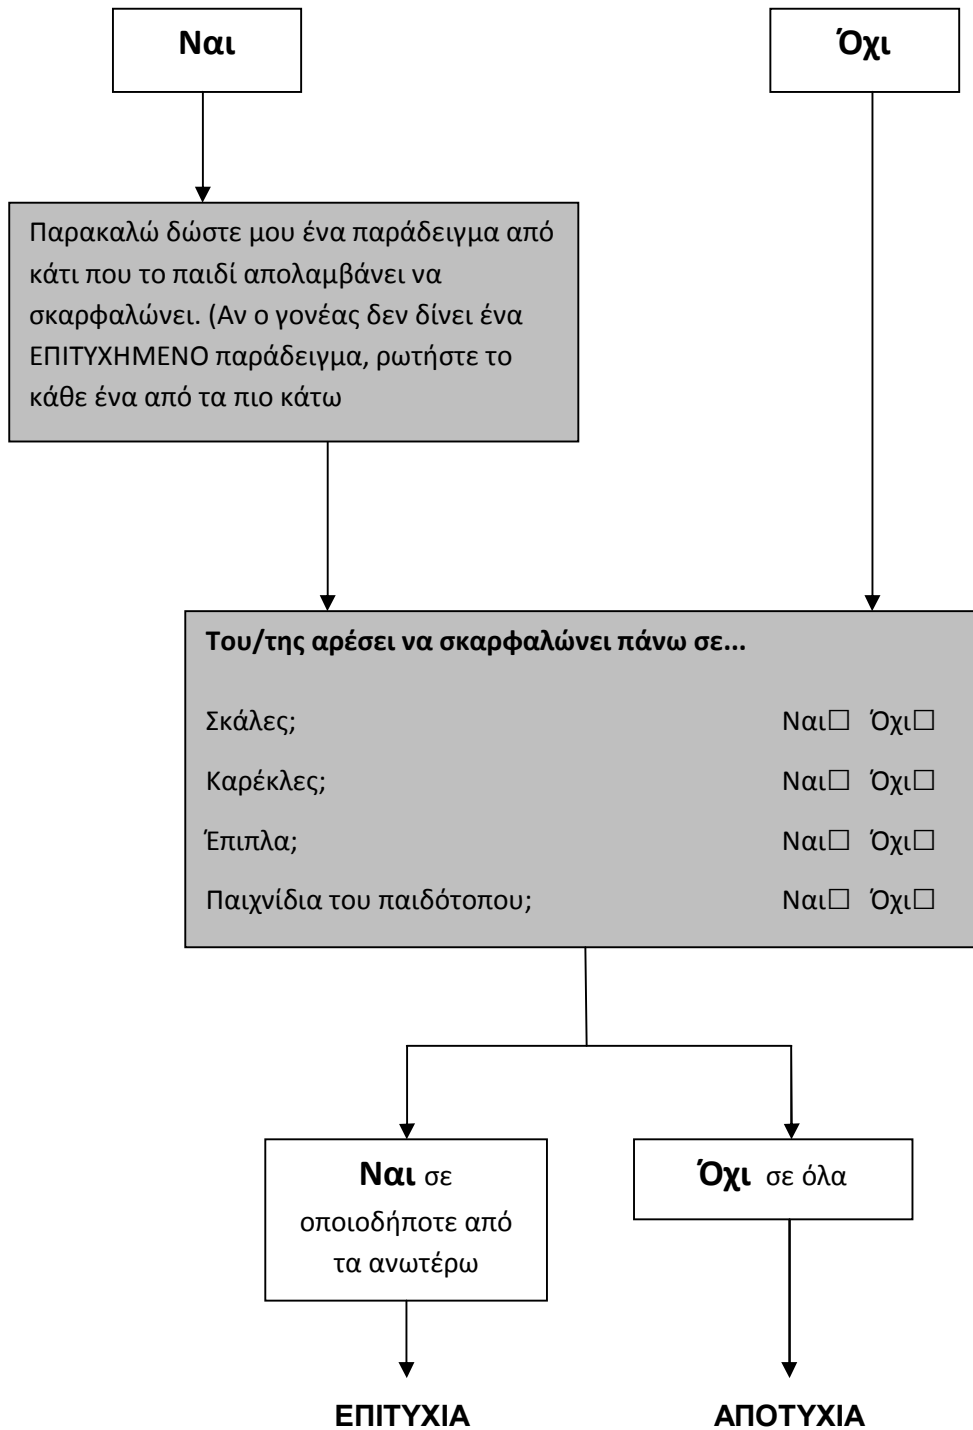 Ναι
Όχι
Παρακαλώ δώστε μου ένα παράδειγμα από
κάτι που το παιδί απολαμβάνει να
σκαρφαλώνει. (Αν ο γονέας δεν δίνει ένα
ΕΠΙΤΥΧΗΜΕΝΟ παράδειγμα, ρωτήστε το
κάθε ένα από τα πιο κάτω
Του/της αρέσει να σκαρφαλώνει πάνω σε...
Σκάλες; Ναι☐ Όχι☐
Καρέκλες; Ναι☐ Όχι☐
Έπιπλα; Ναι☐ Όχι☐
Παιχνίδια του παιδότοπου; Ναι☐ Όχι☐
Ναι σε
οποιοδήποτε από
τα ανωτέρω
Όχι σε όλα
ΕΠΙΤΥΧΙΑ
ΑΠΟΤΥΧΙΑ